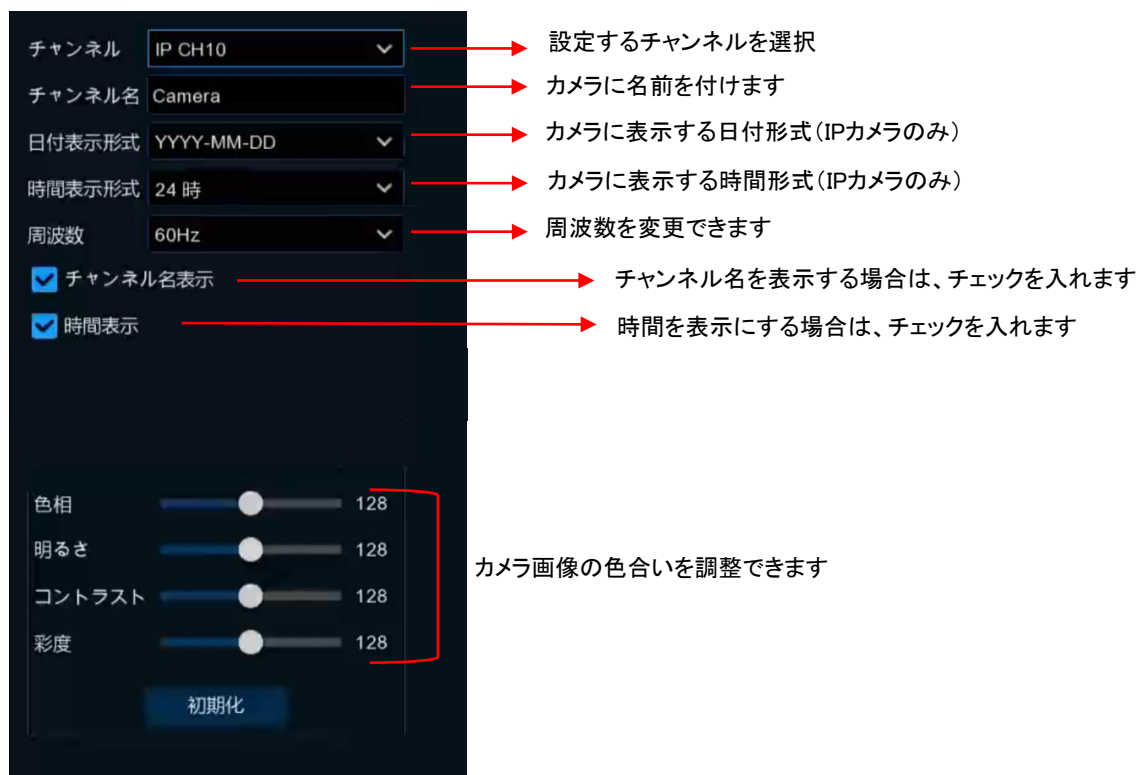 チャンネル IP CH10 設定するチャンネルを選択
チャンネル名 Camera カメラに名前を付けます
日付表示形式 YYYY-MM-DD カメラに表示する日付形式(IPカメラのみ)
時間表示形式 24 時 カメラに表示する時間形式(IPカメラのみ)
周波数 60Hz 周波数を変更できます
チャンネル名表示 チャンネル名を表示する場合は、チェックを入れます
時間表示 時間を表示にする場合は、チェックを入れます
色相 128
明るさ 128
カメラ画像の色合いを調整できます
コントラスト 128
彩度 128
初期化